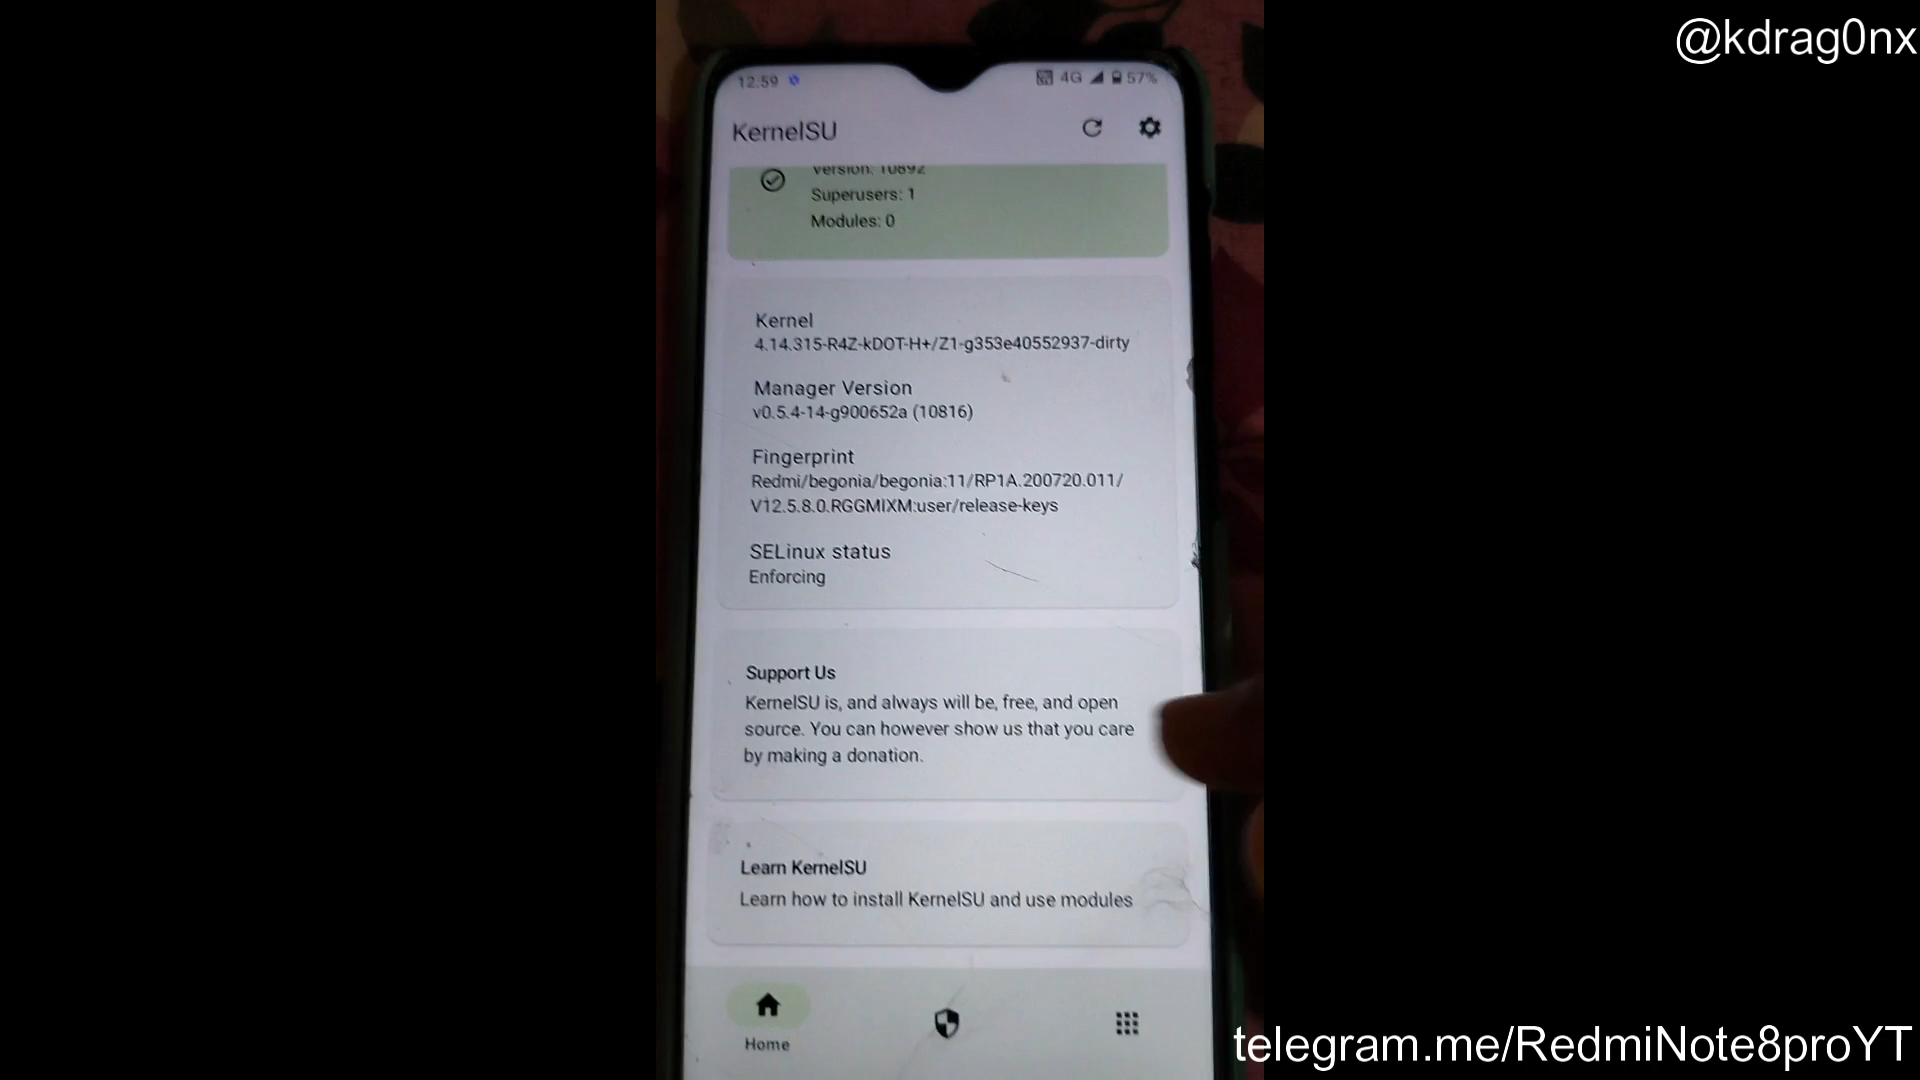 @kdrag0nx
12:59
4G 57%
KernelSU
Version: 10892
Superusers: 1
Modules: 0
Kernel
4.14.315-R4Z-kDOT-H+/Z1-g353e40552937-dirty
Manager Version
v0.5.4-14-g900652a (10816)
Fingerprint
Redmi/begonia/begonia:11/RP1A.200720.011/
V12.5.8.0.RGGMIXM:user/release-keys
SELinux status
Enforcing
Support Us
KernelSU is, and always will be, free, and open
source. You can however show us that you care
by making a donation.
Learn KernelSU
Learn how to install KernelSU and use modules
Home
telegram.me/RedmiNote8proYT